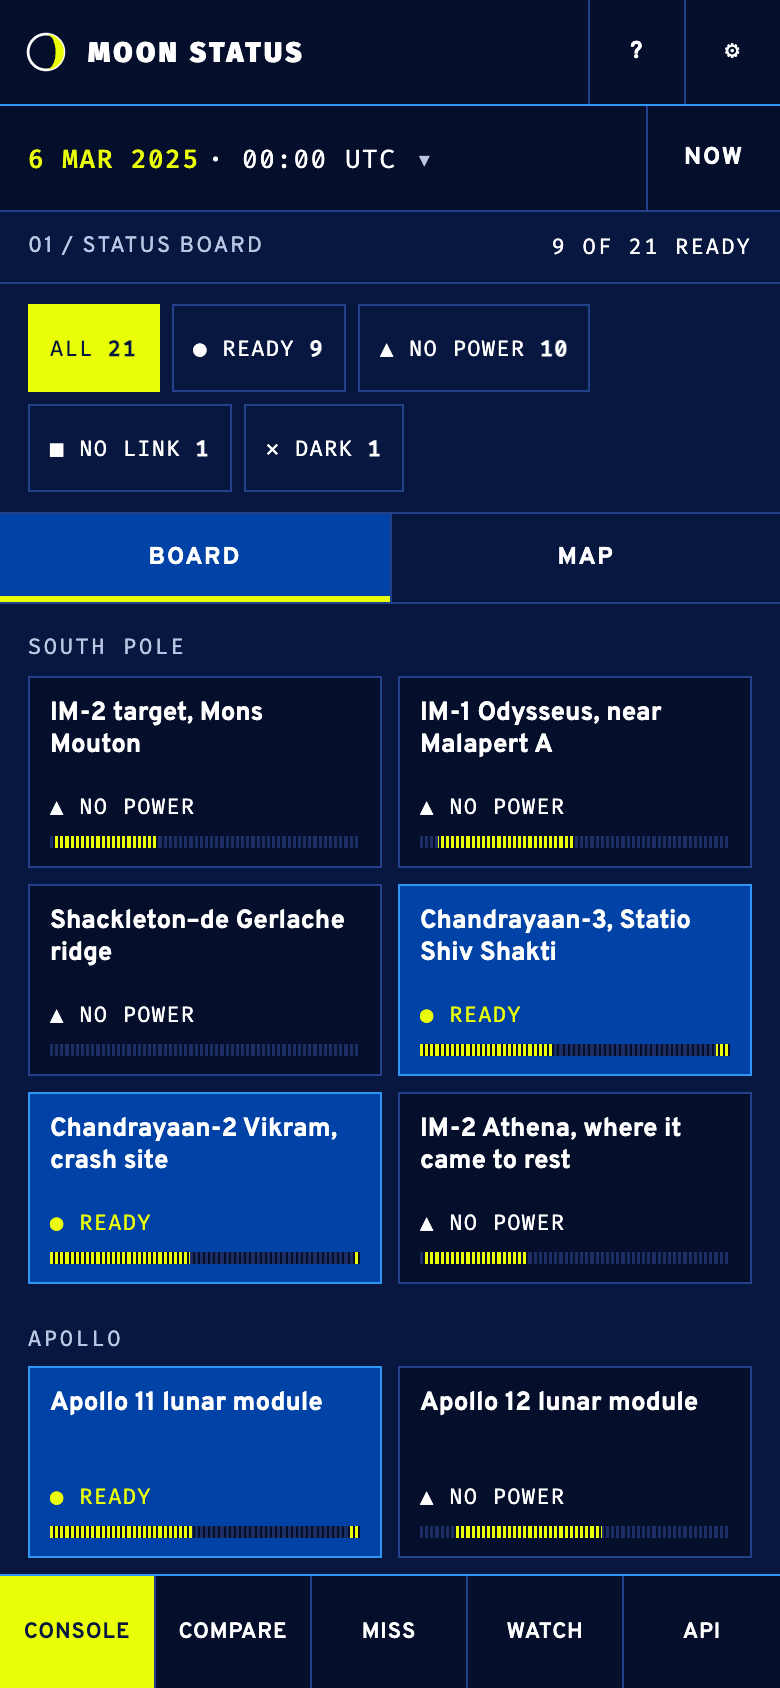 MOON STATUS
?
⚙
6 MAR 2025 · 00:00 UTC ▾
NOW
01 / STATUS BOARD
9 OF 21 READY
ALL 21
● READY 9
▲ NO POWER 10
■ NO LINK 1
× DARK 1
BOARD
MAP
SOUTH POLE
IM-2 target, Mons
Mouton
▲ NO POWER
IM-1 Odysseus, near
Malapert A
▲ NO POWER
Shackleton–de Gerlache
ridge
▲ NO POWER
Chandrayaan-3, Statio
Shiv Shakti
● READY
Chandrayaan-2 Vikram,
crash site
● READY
IM-2 Athena, where it
came to rest
▲ NO POWER
APOLLO
Apollo 11 lunar module
● READY
Apollo 12 lunar module
▲ NO POWER
CONSOLE
COMPARE
MISS
WATCH
API